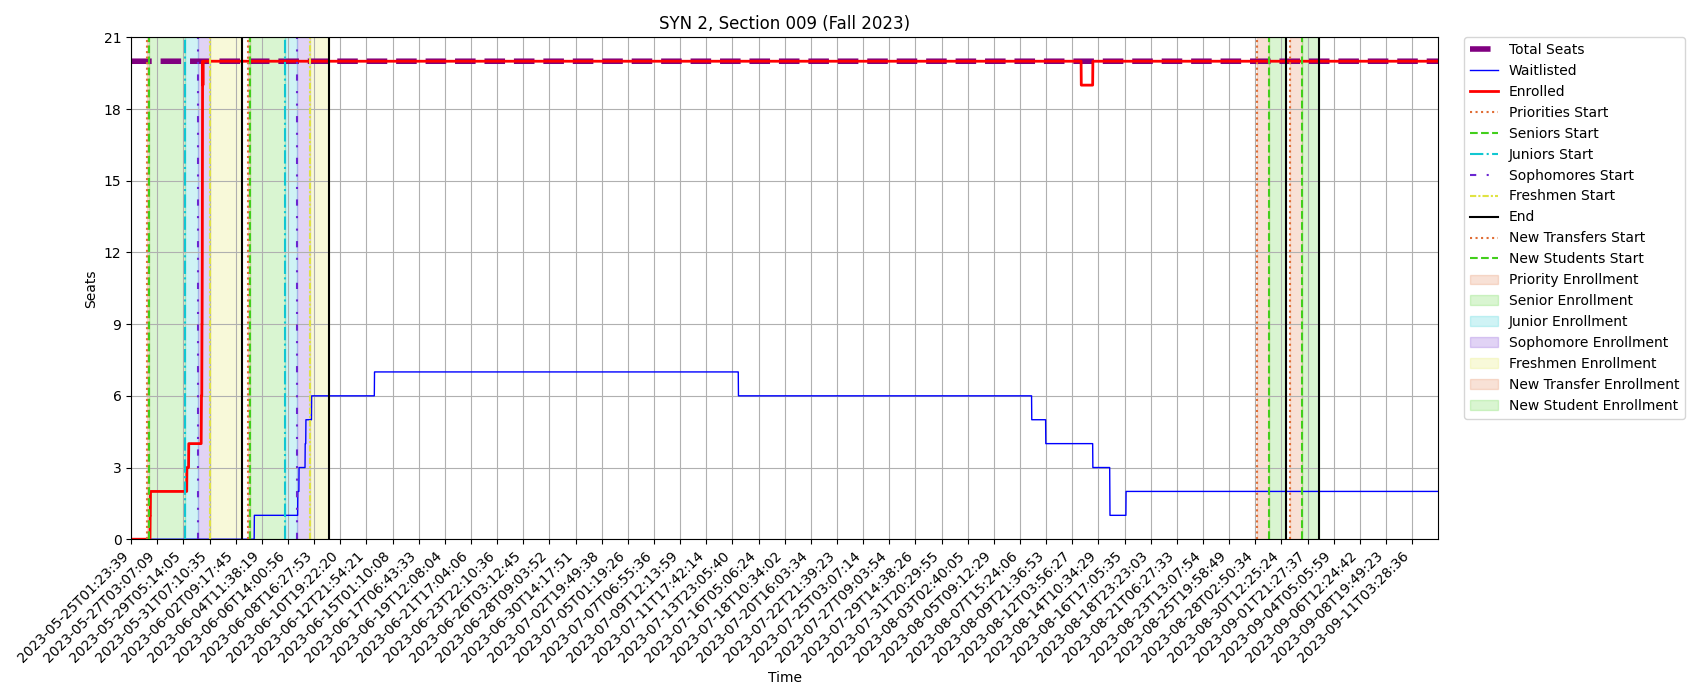 SYN 2, Section 009 (Fall 2023)
Seats
21
18
15
12
9
6
3
0
2023-05-25T01:23:39
2023-05-27T03:07:09
2023-05-29T05:14:05
2023-05-31T07:10:35
2023-06-02T09:17:45
2023-06-04T11:38:19
2023-06-06T14:00:56
2023-06-08T16:27:53
2023-06-10T19:22:20
2023-06-12T21:54:21
2023-06-15T01:10:08
2023-06-17T06:43:33
2023-06-19T12:08:04
2023-06-21T17:04:06
2023-06-23T22:10:36
2023-06-26T03:12:45
2023-06-28T09:03:52
2023-06-30T14:17:51
2023-07-02T19:49:38
2023-07-05T01:19:26
2023-07-07T06:55:36
2023-07-09T12:13:59
2023-07-11T17:42:14
2023-07-13T23:05:40
2023-07-16T05:06:24
2023-07-18T10:34:02
2023-07-20T16:03:34
2023-07-22T21:39:23
2023-07-25T03:07:14
2023-07-27T09:03:54
2023-07-29T14:38:26
2023-07-31T20:29:55
2023-08-03T02:40:05
2023-08-05T09:12:29
2023-08-07T15:24:06
2023-08-09T21:36:53
2023-08-12T03:56:27
2023-08-14T10:34:29
2023-08-16T17:05:35
2023-08-18T23:23:03
2023-08-21T06:27:33
2023-08-23T13:07:54
2023-08-25T19:58:49
2023-08-28T02:50:34
2023-08-30T12:25:24
2023-09-01T21:27:37
2023-09-04T05:05:59
2023-09-06T12:24:42
2023-09-08T19:49:23
2023-09-11T03:28:36
Time
Total Seats
Waitlisted
Enrolled
Priorities Start
Seniors Start
Juniors Start
Sophomores Start
Freshmen Start
End
New Transfers Start
New Students Start
Priority Enrollment
Senior Enrollment
Junior Enrollment
Sophomore Enrollment
Freshmen Enrollment
New Transfer Enrollment
New Student Enrollment